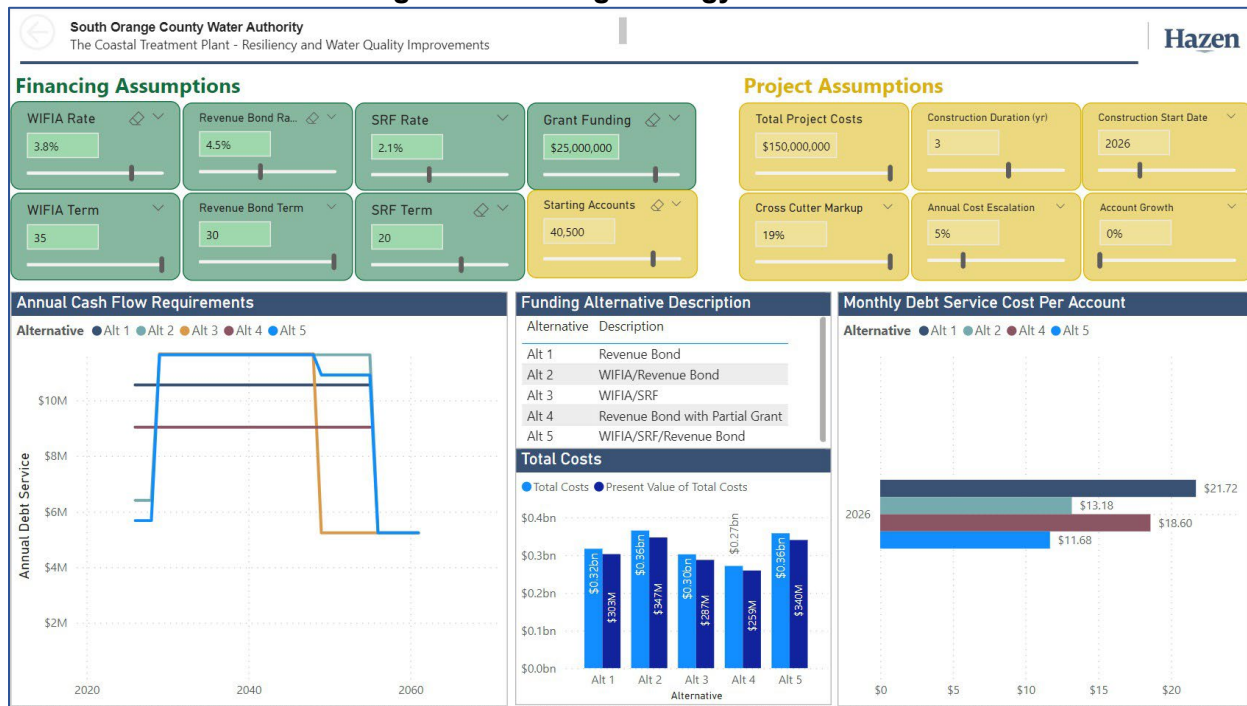 South Orange County Water Authority
The Coastal Treatment Plant - Resiliency and Water Quality Improvements
Hazen
Financing Assumptions
Project Assumptions
WIFIA Rate
3.8%
Revenue Bond Ra...
4.5%
SRF Rate
2.1%
Grant Funding
$25,000,000
Total Project Costs
$150,000,000
Construction Duration (yr)
3
Construction Start Date
2026
WIFIA Term
35
Revenue Bond Term
30
SRF Term
20
Starting Accounts
40,500
Cross Cutter Markup
19%
Annual Cost Escalation
5%
Account Growth
0%
Annual Cash Flow Requirements
Alternative Alt 1 Alt 2 Alt 3 Alt 4 Alt 5
Annual Debt Service
$10M
$8M
$6M
$4M
$2M
2020 2040 2060
Funding Alternative Description
Alternative Description
Alt 1 Revenue Bond
Alt 2 WIFIA/Revenue Bond
Alt 3 WIFIA/SRF
Alt 4 Revenue Bond with Partial Grant
Alt 5 WIFIA/SRF/Revenue Bond
Total Costs
Total Costs Present Value of Total Costs
$0.4bn
$0.3bn
$0.2bn
$0.1bn
$0.0bn
$0.32bn
$303M
$0.36bn
$347M
$0.30bn
$287M
$0.27bn
$259M
$0.36bn
$340M
Alt 1 Alt 2 Alt 3 Alt 4 Alt 5
Alternative
Monthly Debt Service Cost Per Account
Alternative Alt 1 Alt 2 Alt 4 Alt 5
2026
$21.72
$13.18
$18.60
$11.68
$0 $5 $10 $15 $20